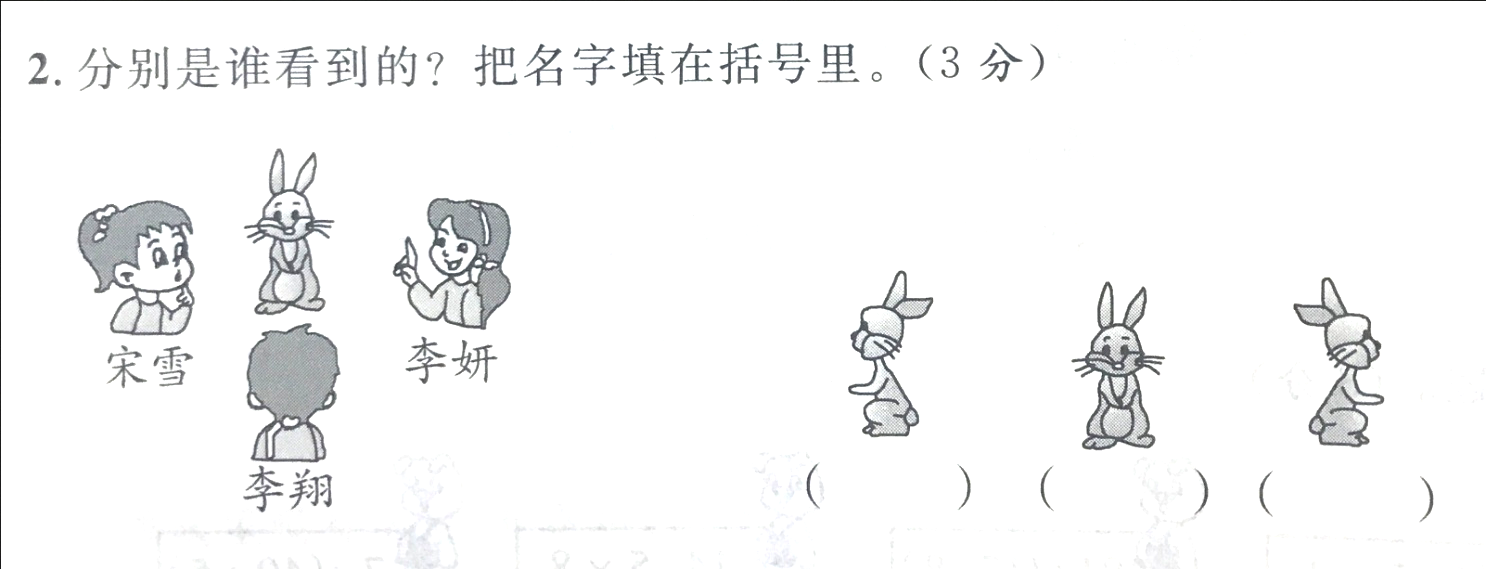 2. 分别是谁看到的？把名字填在括号里。（3 分）
宋雪
李妍
李翔
(　　) (　　) (　　)